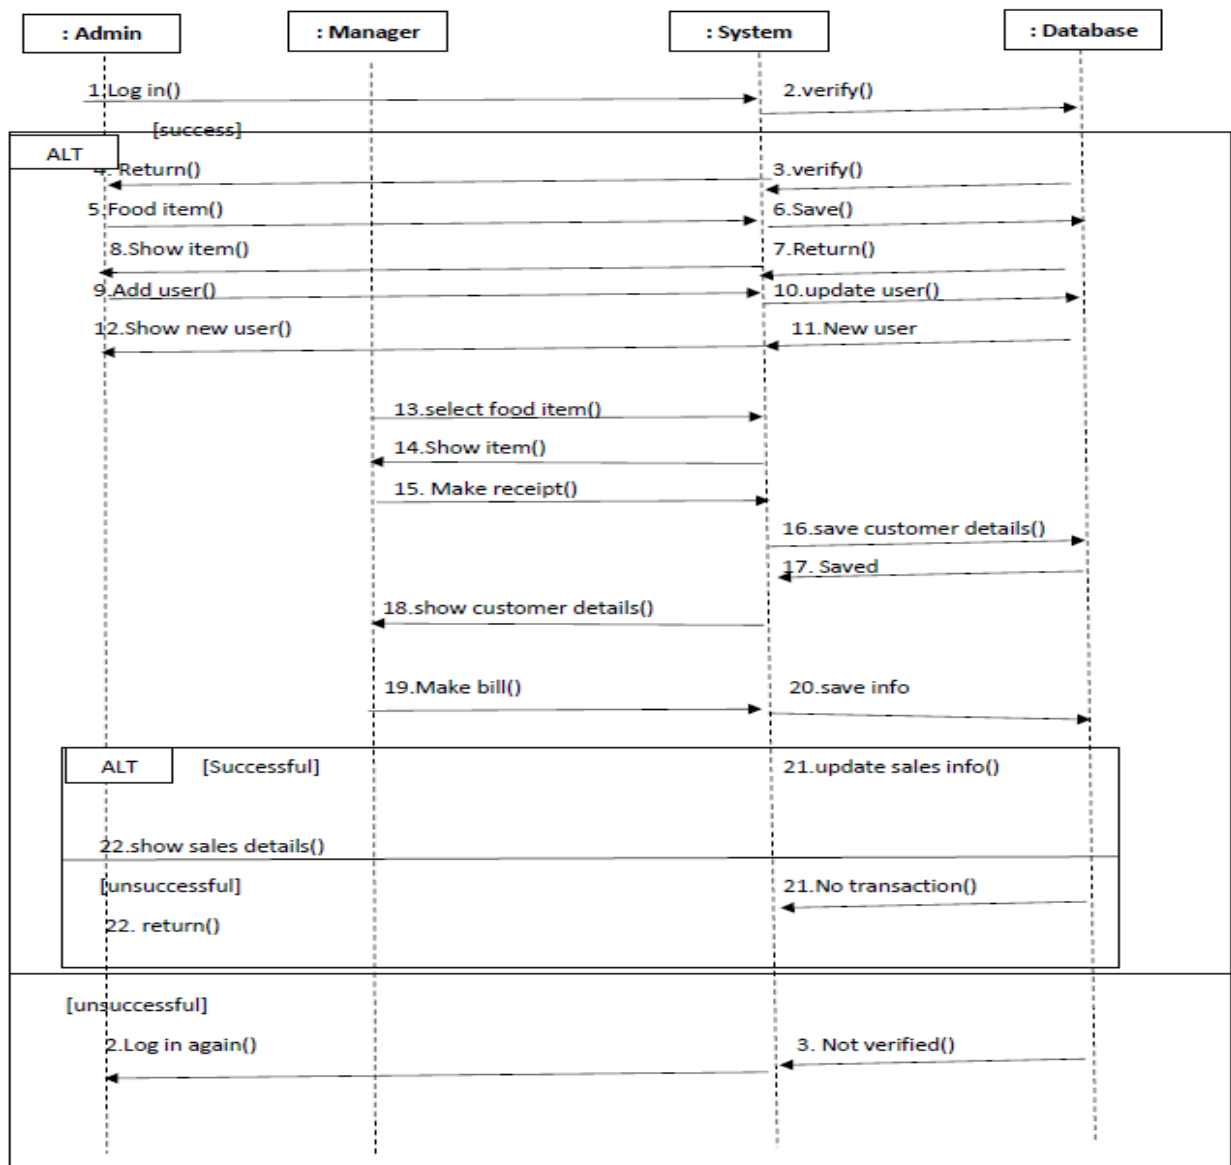 : Admin
: Manager
: System
: Database
1.Log in()
2.verify()
[success]
ALT
4. Return()
3.verify()
5.Food item()
6.Save()
8.Show item()
7.Return()
9.Add user()
10.update user()
12.Show new user()
11.New user
13.select food item()
14.Show item()
15. Make receipt()
16.save customer details()
17. Saved
18.show customer details()
19.Make bill()
20.save info
ALT
[Successful]
21.update sales info()
22.show sales details()
[unsuccessful]
21.No transaction()
22. return()
[unsuccessful]
2.Log in again()
3. Not verified()